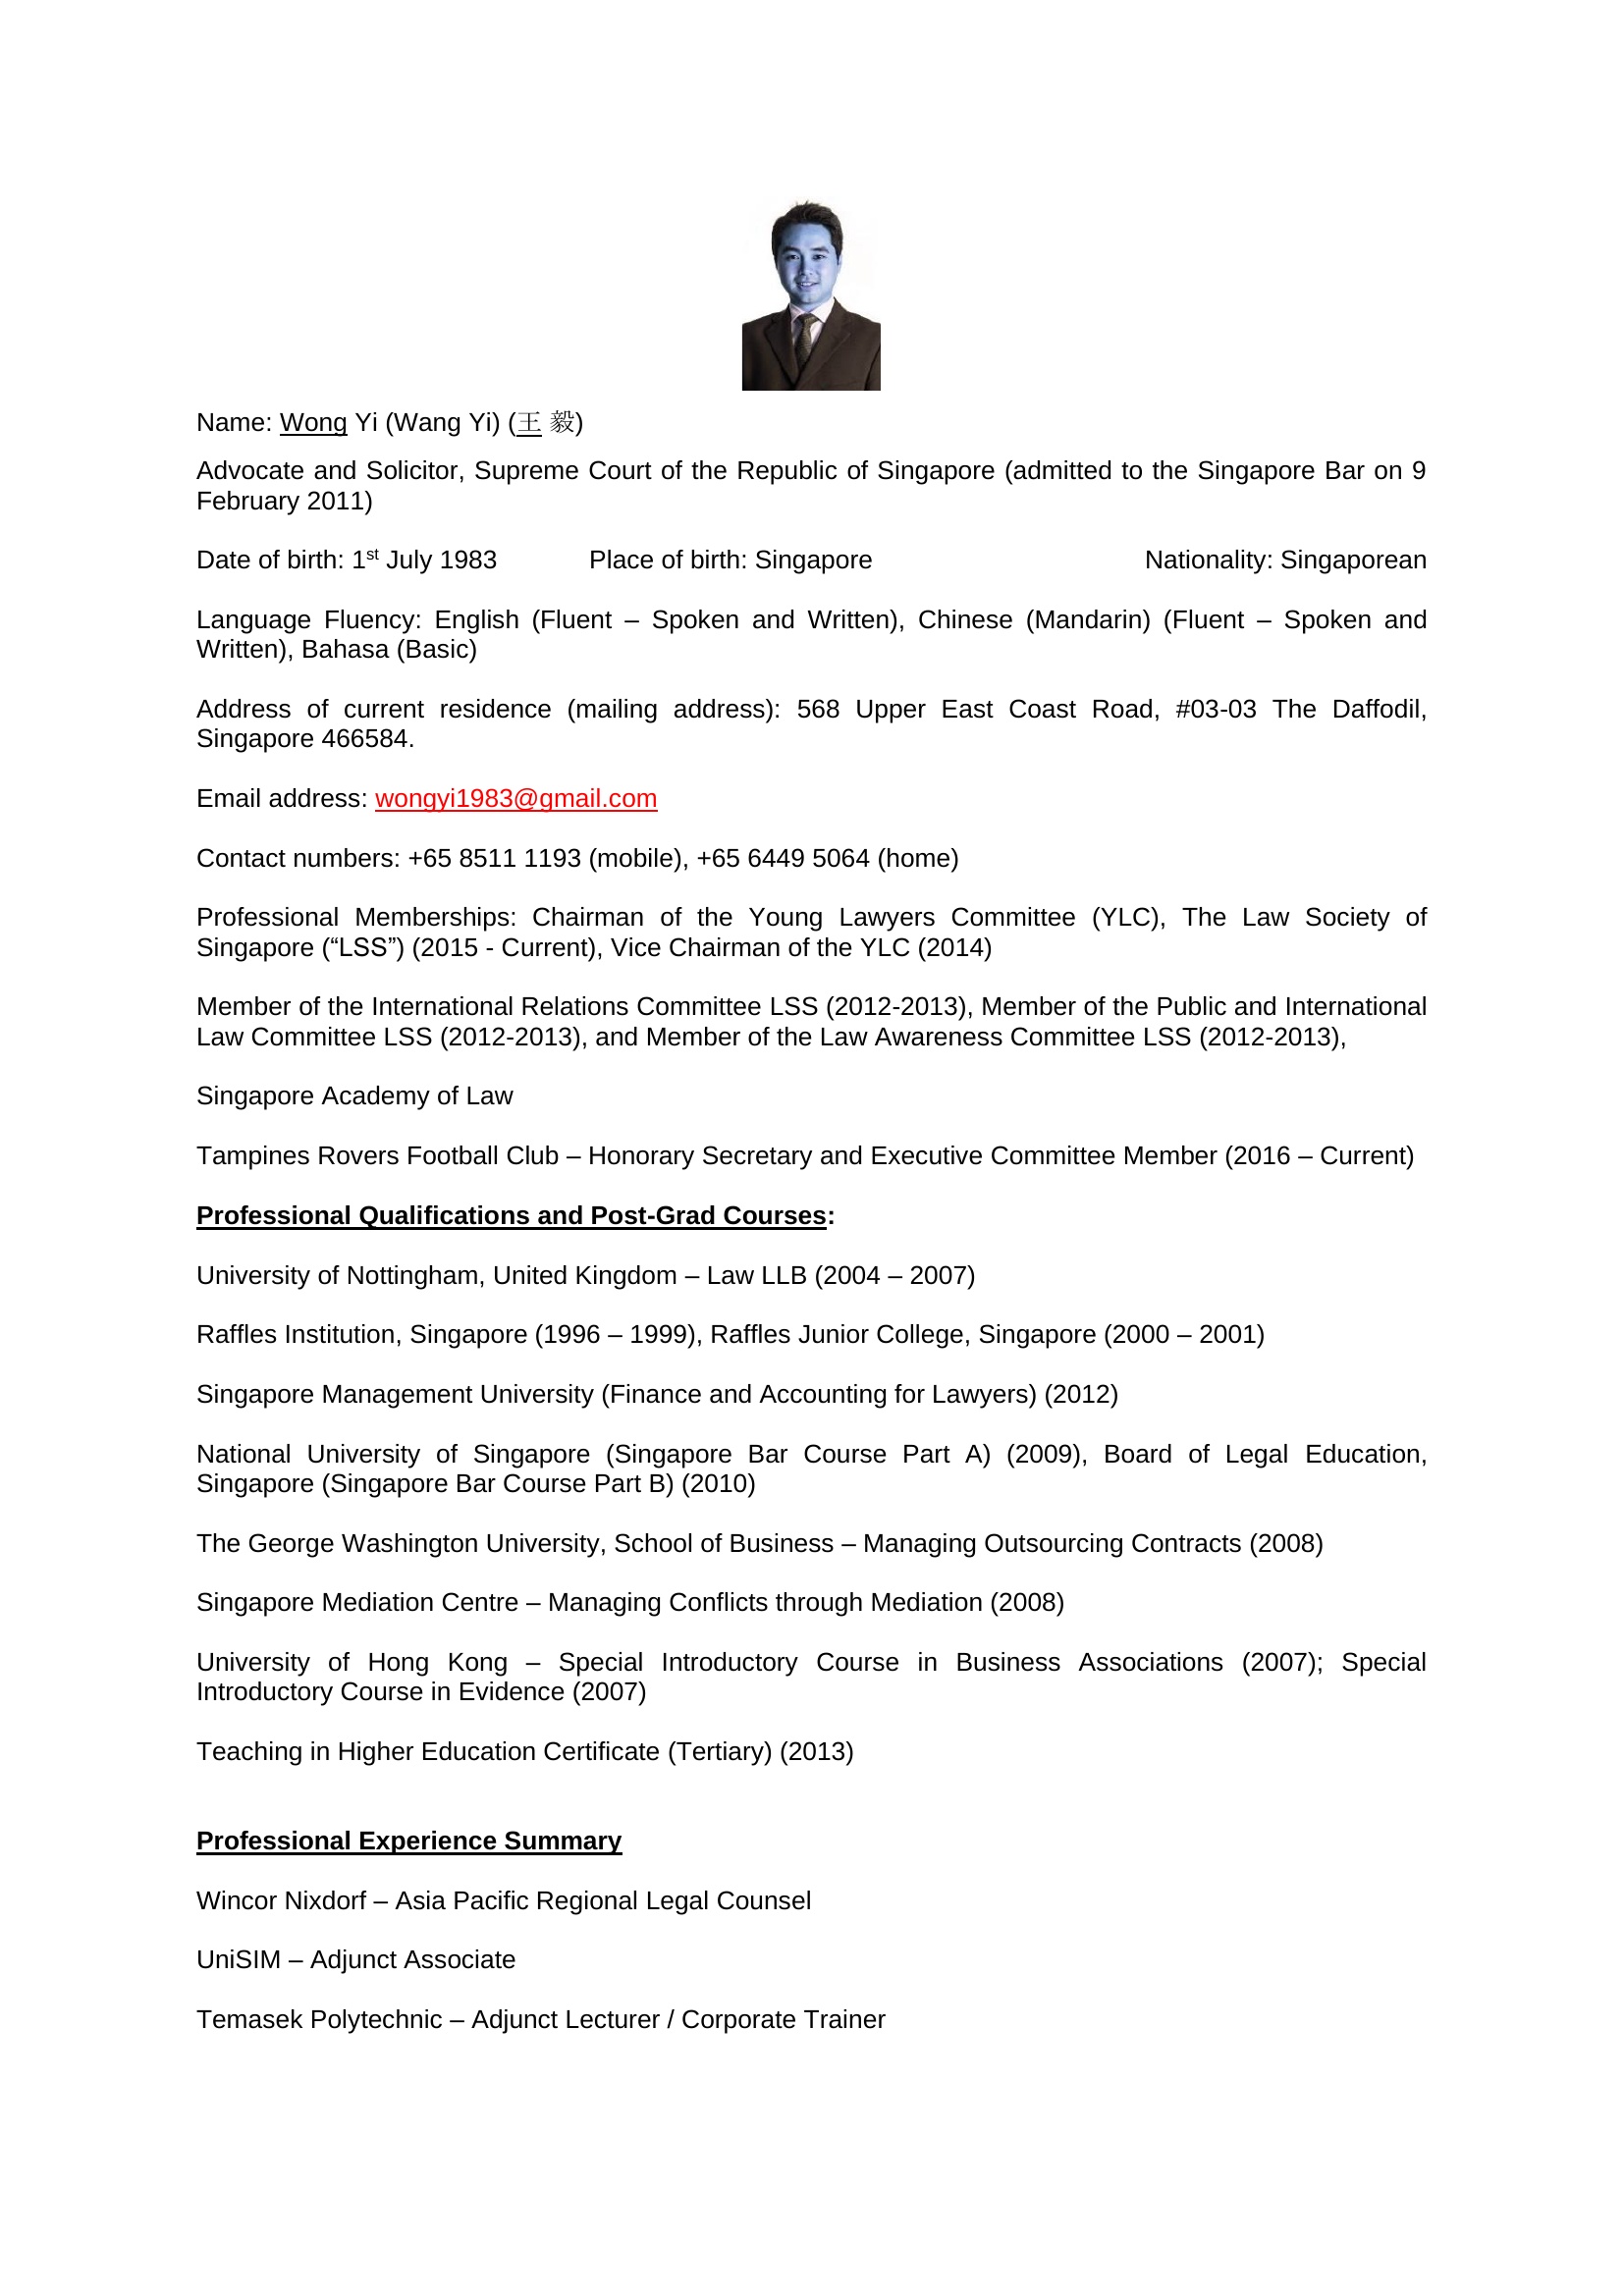 Name: Wong Yi (Wang Yi) (王 毅)
Advocate and Solicitor, Supreme Court of the Republic of Singapore (admitted to the Singapore Bar on 9
February 2011)
Date of birth: 1st July 1983 Place of birth: Singapore Nationality: Singaporean
Language Fluency: English (Fluent – Spoken and Written), Chinese (Mandarin) (Fluent – Spoken and
Written), Bahasa (Basic)
Address of current residence (mailing address): 568 Upper East Coast Road, #03-03 The Daffodil,
Singapore 466584.
Email address: wongyi1983@gmail.com
Contact numbers: +65 8511 1193 (mobile), +65 6449 5064 (home)
Professional Memberships: Chairman of the Young Lawyers Committee (YLC), The Law Society of
Singapore (“LSS”) (2015 - Current), Vice Chairman of the YLC (2014)
Member of the International Relations Committee LSS (2012-2013), Member of the Public and International
Law Committee LSS (2012-2013), and Member of the Law Awareness Committee LSS (2012-2013),
Singapore Academy of Law
Tampines Rovers Football Club – Honorary Secretary and Executive Committee Member (2016 – Current)
Professional Qualifications and Post-Grad Courses:
University of Nottingham, United Kingdom – Law LLB (2004 – 2007)
Raffles Institution, Singapore (1996 – 1999), Raffles Junior College, Singapore (2000 – 2001)
Singapore Management University (Finance and Accounting for Lawyers) (2012)
National University of Singapore (Singapore Bar Course Part A) (2009), Board of Legal Education,
Singapore (Singapore Bar Course Part B) (2010)
The George Washington University, School of Business – Managing Outsourcing Contracts (2008)
Singapore Mediation Centre – Managing Conflicts through Mediation (2008)
University of Hong Kong – Special Introductory Course in Business Associations (2007); Special
Introductory Course in Evidence (2007)
Teaching in Higher Education Certificate (Tertiary) (2013)
Professional Experience Summary
Wincor Nixdorf – Asia Pacific Regional Legal Counsel
UniSIM – Adjunct Associate
Temasek Polytechnic – Adjunct Lecturer / Corporate Trainer